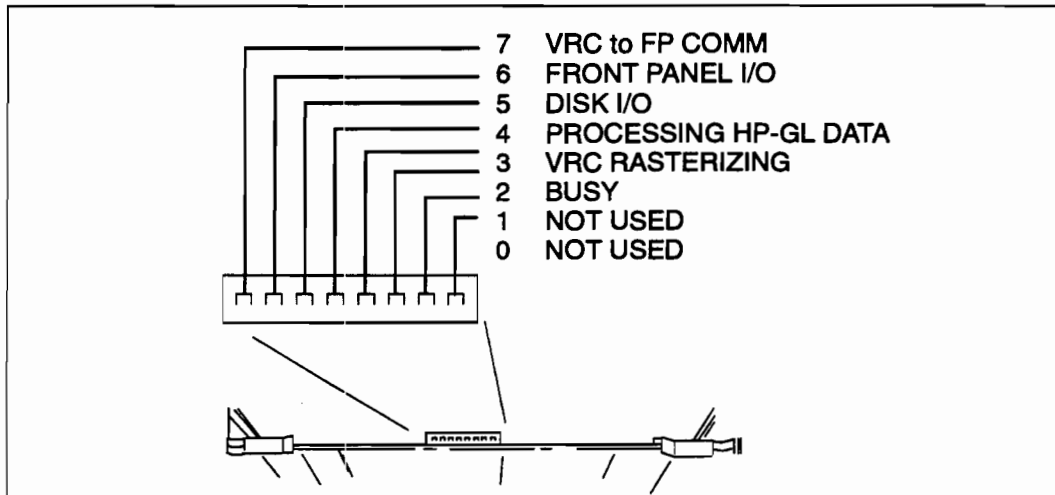 7 VRC to FP COMM
6 FRONT PANEL I/O
5 DISK I/O
4 PROCESSING HP-GL DATA
3 VRC RASTERIZING
2 BUSY
1 NOT USED
0 NOT USED